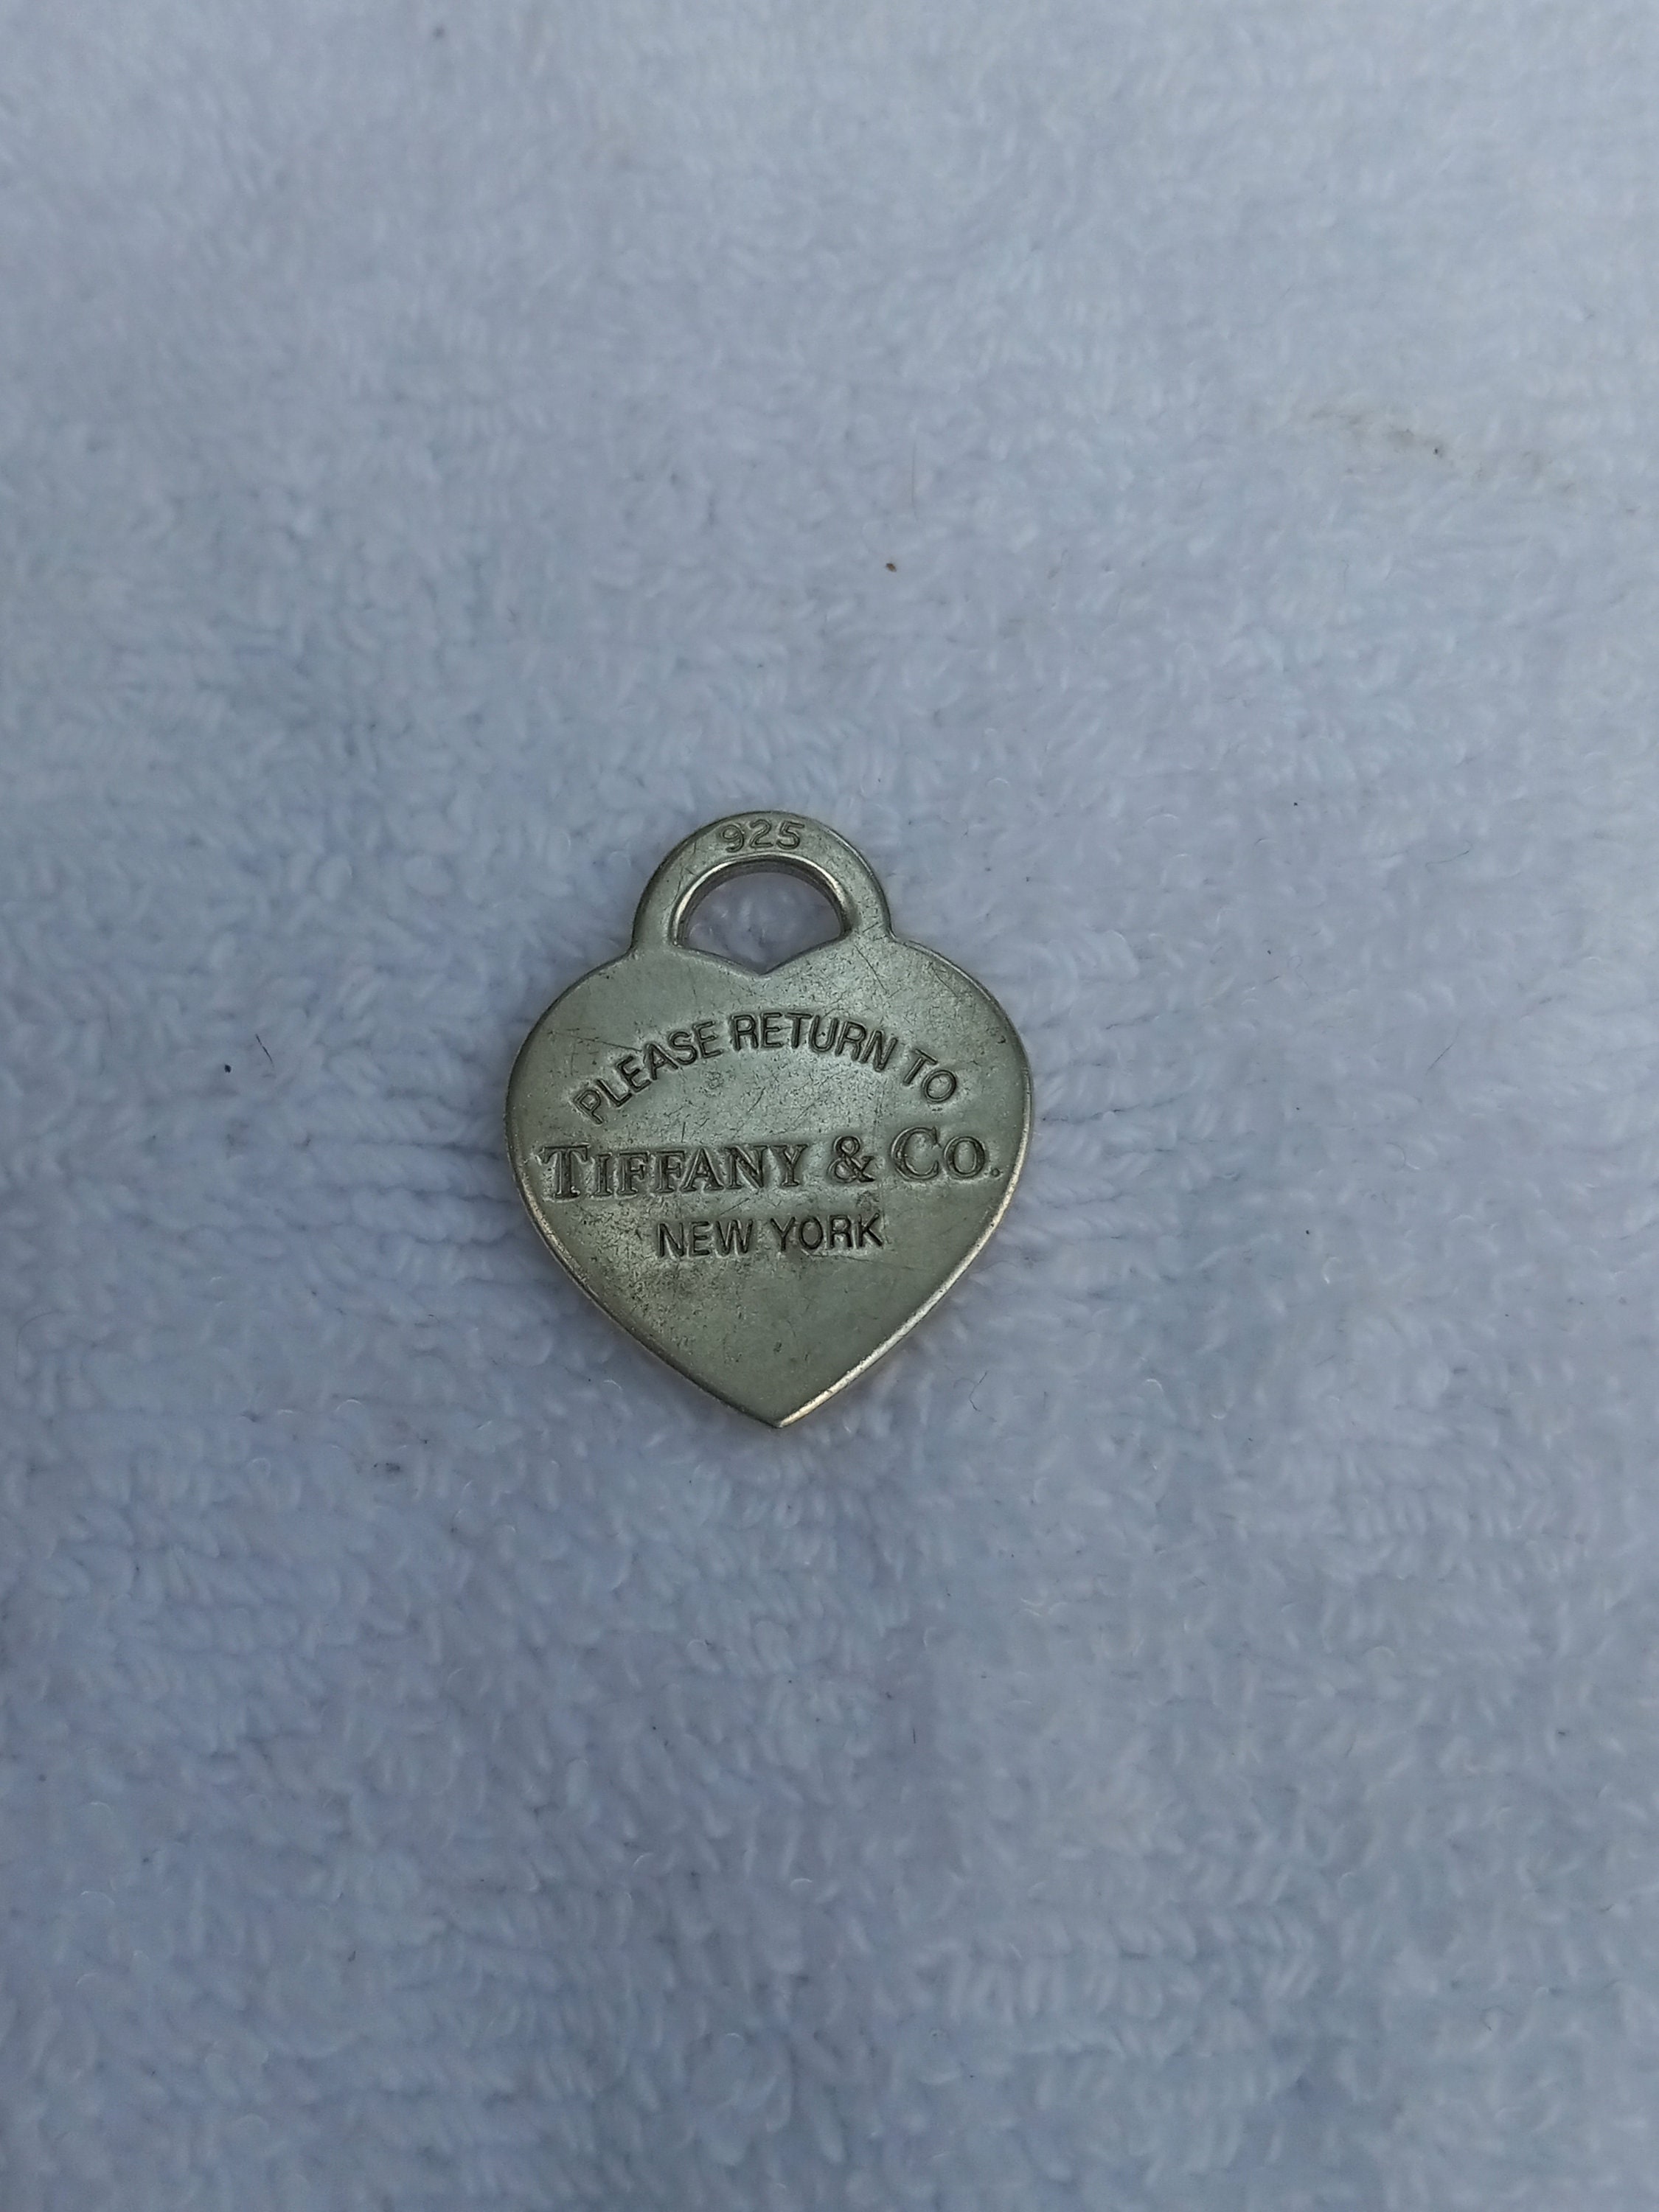 925
PLEASE RETURN TO
TIFFANY & CO.
NEW YORK